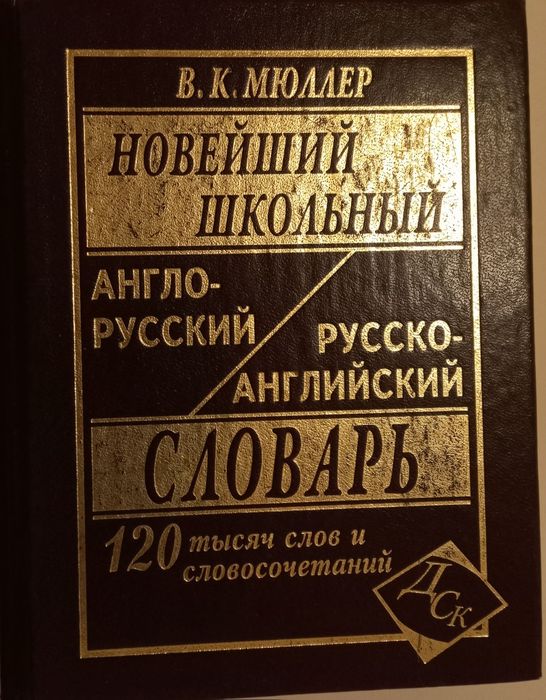 В. К. МЮЛЛЕР
НОВЕЙШИЙ
ШКОЛЬНЫЙ
АНГЛО-
РУССКИЙ
РУССКО-
АНГЛИЙСКИЙ
СЛОВАРЬ
120 тысяч слов и
словосочетаний
ДСК